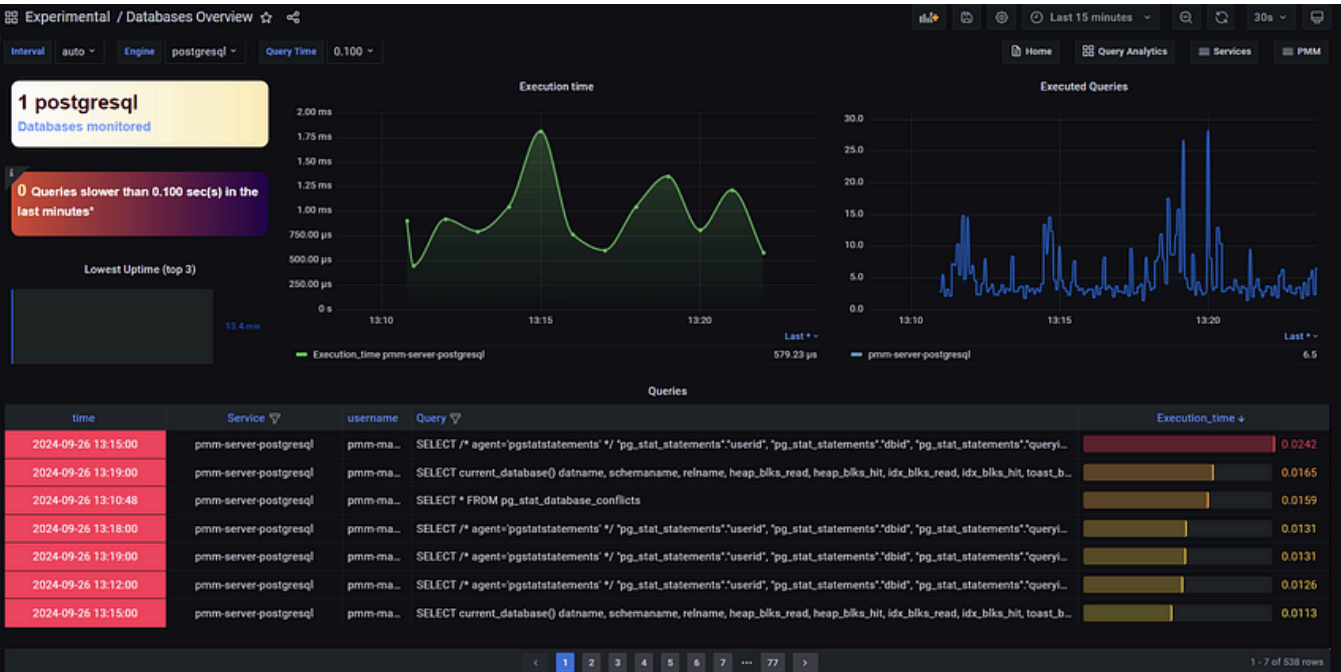 Experimental / Databases Overview
Last 15 minutes
30s
Interval auto Engine postgresql Query Time 0.100
Home Query Analytics Services PMM
1 postgresql
Databases monitored
i
0 Queries slower than 0.100 sec(s) in the
last minutes*
Lowest Uptime (top 3)
13.4 min
Execution time
2.00 ms
1.75 ms
1.50 ms
1.25 ms
1.00 ms
750.00 µs
500.00 µs
250.00 µs
0 s
13:10 13:15 13:20
Last *
Execution_time pmm-server-postgresql 579.23 µs
Executed Queries
30.0
25.0
20.0
15.0
10.0
5.0
0.0
13:10 13:15 13:20
Last *
pmm-server-postgresql 6.5
Queries
time Service username Query Execution_time
2024-09-26 13:15:00 pmm-server-postgresql pmm-ma... SELECT /* agent='pgstatstatements' */ "pg_stat_statements"."userid", "pg_stat_statements"."dbid", "pg_stat_statements"."queryi... 0.0242
2024-09-26 13:19:00 pmm-server-postgresql pmm-ma... SELECT current_database() datname, schemaname, relname, heap_blks_read, heap_blks_hit, idx_blks_read, idx_blks_hit, toast_b... 0.0165
2024-09-26 13:10:48 pmm-server-postgresql pmm-ma... SELECT * FROM pg_stat_database_conflicts 0.0159
2024-09-26 13:18:00 pmm-server-postgresql pmm-ma... SELECT /* agent='pgstatstatements' */ "pg_stat_statements"."userid", "pg_stat_statements"."dbid", "pg_stat_statements"."queryi... 0.0131
2024-09-26 13:19:00 pmm-server-postgresql pmm-ma... SELECT /* agent='pgstatstatements' */ "pg_stat_statements"."userid", "pg_stat_statements"."dbid", "pg_stat_statements"."queryi... 0.0131
2024-09-26 13:12:00 pmm-server-postgresql pmm-ma... SELECT /* agent='pgstatstatements' */ "pg_stat_statements"."userid", "pg_stat_statements"."dbid", "pg_stat_statements"."queryi... 0.0126
2024-09-26 13:15:00 pmm-server-postgresql pmm-ma... SELECT current_database() datname, schemaname, relname, heap_blks_read, heap_blks_hit, idx_blks_read, idx_blks_hit, toast_b... 0.0113
1 2 3 4 5 6 7 ... 77
1 - 7 of 538 rows